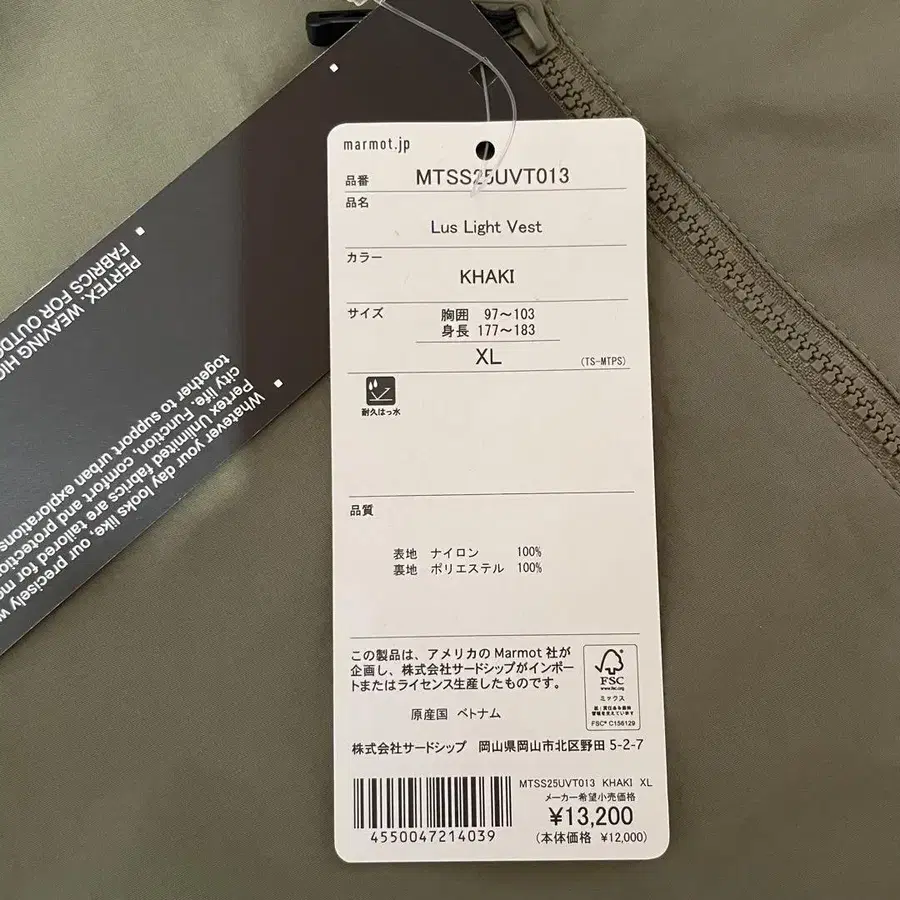 marmot.jp
品番 MTSS25UVT013
品名
Lus Light Vest
カラー
KHAKI
サイズ 胸囲 97～103
身長 177～183
XL (TS-MTPS)
耐久はっ水
品質
表地 ナイロン 100%
裏地 ポリエステル 100%
この製品は、アメリカの Marmot 社が
企画し、株式会社サードシップがインポー
トまたはライセンス生産したものです。
原産国 ベトナム
FSC
www.fsc.org
ミックス
FSC® C156129
株式会社サードシップ 岡山県岡山市北区野田 5-2-7
MTSS25UVT013 KHAKI XL
メーカー希望小売価格
¥13,200
(本体価格 ¥12,000)
4550047214039
PERTEX. WEAVING
FABRICS FOR
Whatever your day looks like, our precisely
Pertex Unlimited fabrics are tailored for
city life. Function, comfort and protection
together to support urban explorations